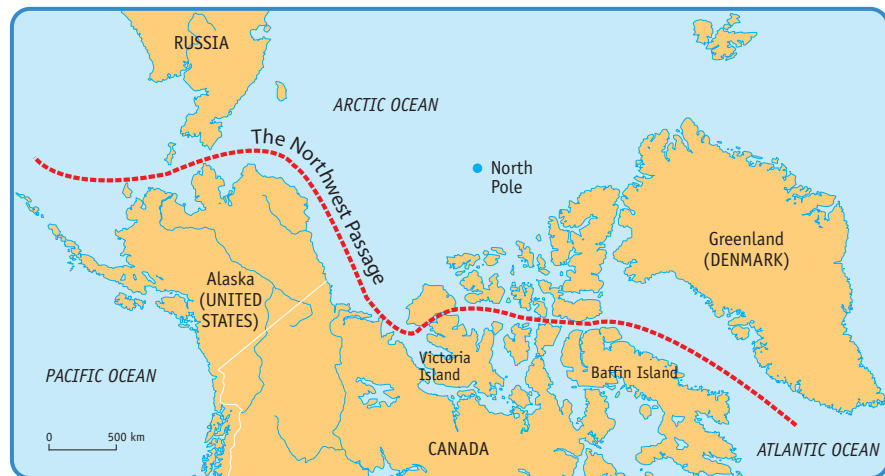 RUSSIA
ARCTIC OCEAN
The Northwest Passage
North
Pole
Greenland
(DENMARK)
Alaska
(UNITED
STATES)
Victoria
Island
Baffin Island
PACIFIC OCEAN
0 500 km
CANADA
ATLANTIC OCEAN